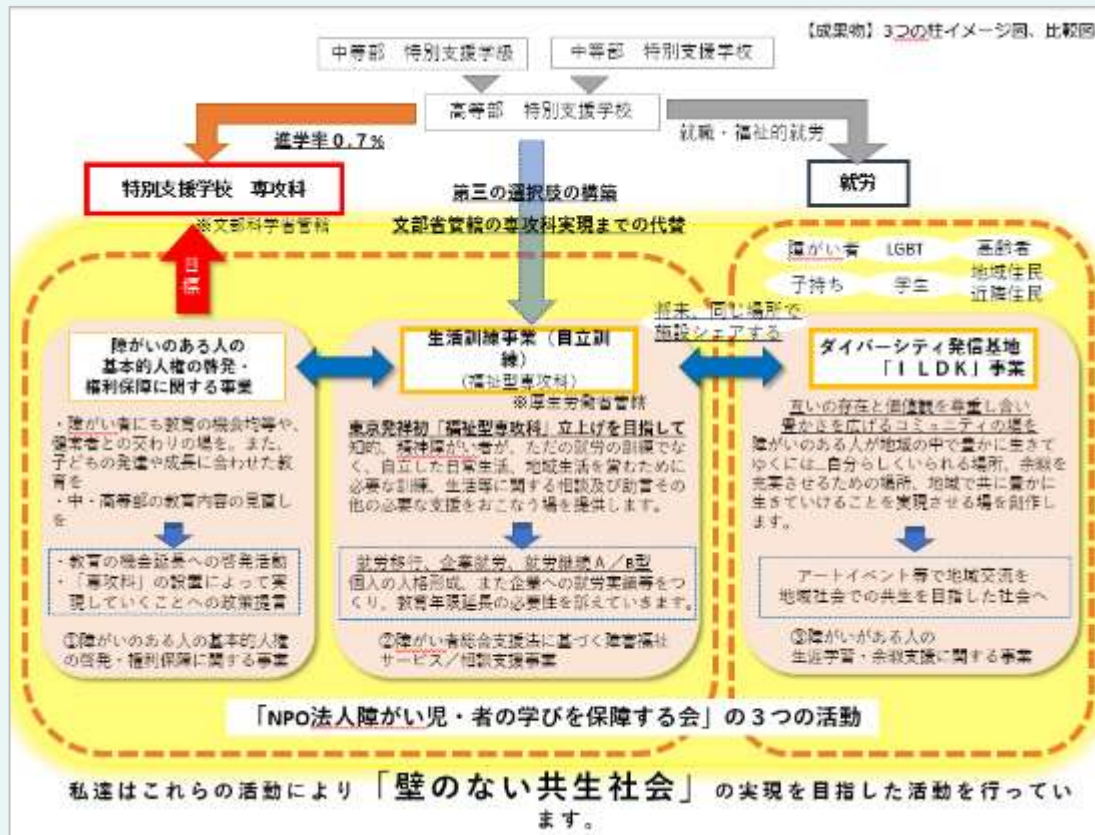 【成果物】3つの柱イメージ図、比較図
中等部 特別支援学級
中等部 特別支援学校
高等部 特別支援学校
進学率０.７％
就職・福祉的就労
特別支援学校 専攻科
※文部科学省管轄
第三の選択肢の構築
文部省管轄の専攻科実現までの代替
就労
目標
障がい者
LGBT
高齢者
子持ち
学生
地域住民
近隣住民
将来、同じ場所で
施設シェアする
障がいのある人の
基本的人権の啓発・
権利保障に関する事業
・障がい者にも教育の機会均等や、
健常者との交わりの場を。また、
子どもの発達や成長に合わせた教
育を
・中・高等部の教育内容の見直し
を
・教育の機会延長への啓発活動
・「専攻科」の設置によって実
現していくことへの政策提言
①障がいのある人の基本的人権
の啓発・権利保障に関する事業
生活訓練事業（自立訓
練）
（福祉型専攻科）
※厚生労働省管轄
東京発祥初「福祉型専攻科」立上げを目指して
知的、精神障がい者が、ただの就労の訓練でな
く、自立した日常生活、地域生活を営むために
必要な訓練、生活等に関する相談及び助言その
他の必要な支援をおこなう場を提供します。
就労移行、企業就労、就労継続Ａ／Ｂ型
個人の人格形成、また企業への就労実績等をつ
くり、教育年限延長の必要性を訴えていきます。
②障がい者総合支援法に基づく障害福祉
サービス／相談支援事業
ダイバーシティ発信基地
「Ｉ ＬＤＫ」事業
互いの存在と価値観を尊重し合い
豊かさを広げるコミュニティの場を
障がいのある人が地域の中で豊かに生きて
ゆくには…自分らしくいられる場所、余暇を
充実させるための場所、地域で共に豊かに
生きていけることを実現させる場を創作し
ます。
アートイベント等で地域交流を
地域社会での共生を目指した社会へ
③障がいがある人の
生涯学習・余暇支援に関する事業
「NPO法人障がい児・者の学びを保障する会」の３つの活動
私達はこれらの活動により「壁のない共生社会」の実現を目指した活動を行ってい
ます。